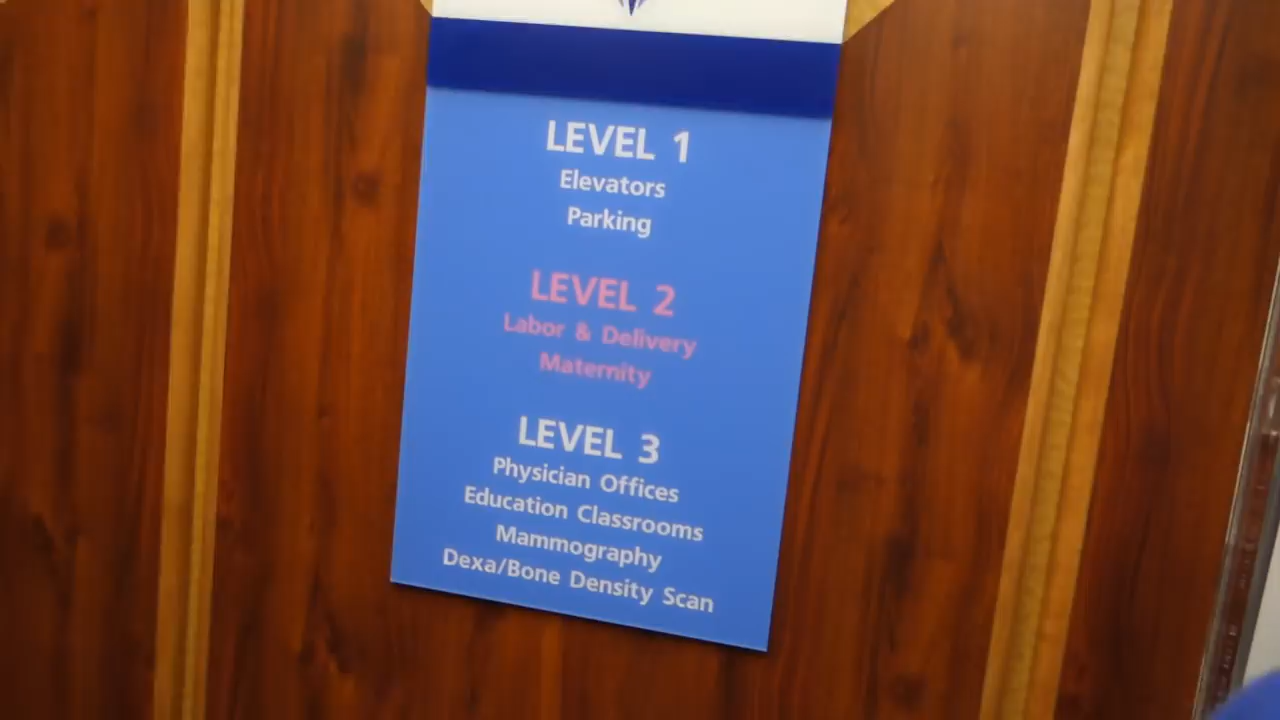 LEVEL 1
Elevators
Parking
LEVEL 2
Labor & Delivery
Maternity
LEVEL 3
Physician Offices
Education Classrooms
Mammography
Dexa/Bone Density Scan